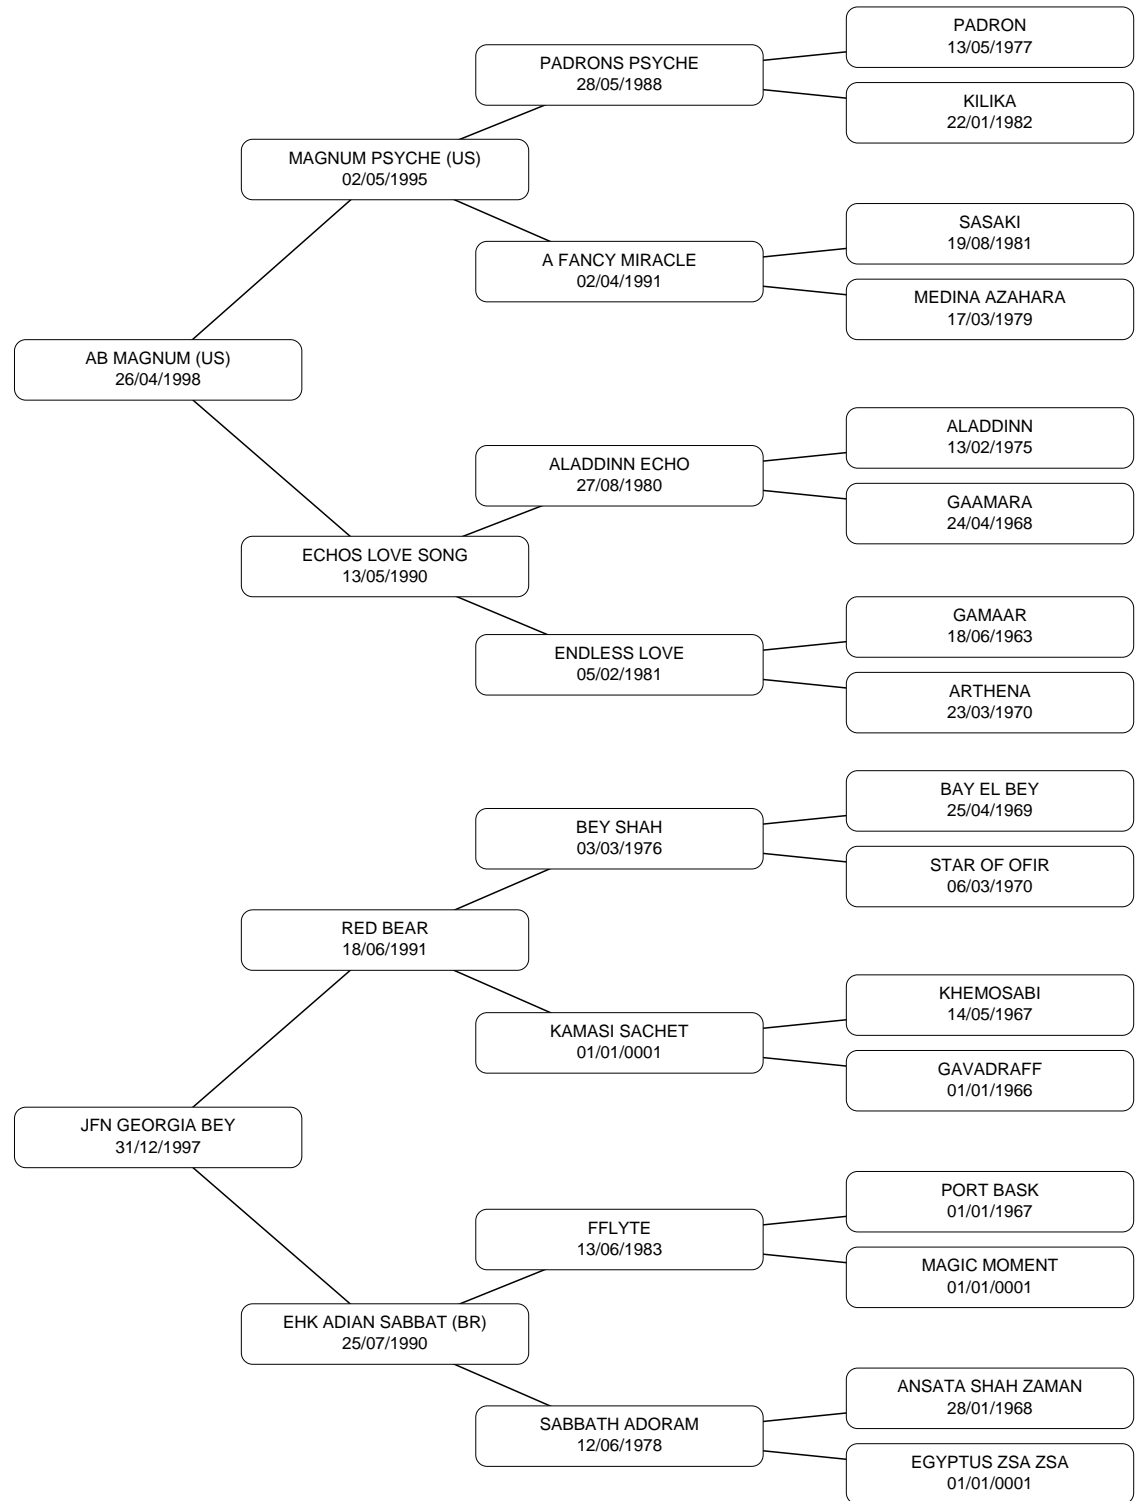 PADRON
13/05/1977
PADRONS PSYCHE
28/05/1988
KILIKA
22/01/1982
MAGNUM PSYCHE (US)
02/05/1995
SASAKI
19/08/1981
A FANCY MIRACLE
02/04/1991
MEDINA AZAHARA
17/03/1979
AB MAGNUM (US)
26/04/1998
ALADDINN
13/02/1975
ALADDINN ECHO
27/08/1980
GAAMARA
24/04/1968
ECHOS LOVE SONG
13/05/1990
GAMAAR
18/06/1963
ENDLESS LOVE
05/02/1981
ARTHENA
23/03/1970
BAY EL BEY
25/04/1969
BEY SHAH
03/03/1976
STAR OF OFIR
06/03/1970
RED BEAR
18/06/1991
KHEMOSABI
14/05/1967
KAMASI SACHET
01/01/0001
GAVADRAFF
01/01/1966
JFN GEORGIA BEY
31/12/1997
PORT BASK
01/01/1967
FFLYTE
13/06/1983
MAGIC MOMENT
01/01/0001
EHK ADIAN SABBAT (BR)
25/07/1990
ANSATA SHAH ZAMAN
28/01/1968
SABBATH ADORAM
12/06/1978
EGYPTUS ZSA ZSA
01/01/0001